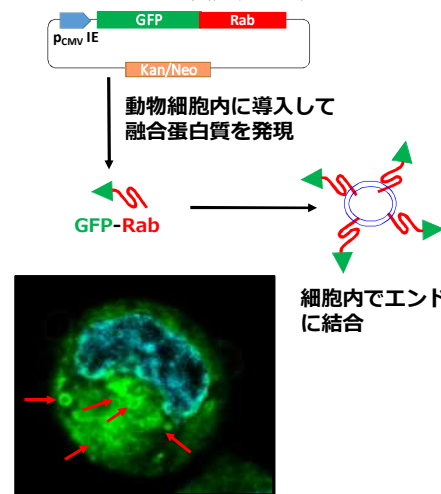 GFP Rab
pCMV IE
Kan/Neo
動物細胞内に導入して
融合蛋白質を発現
GFP-Rab
細胞内でエンド
に結合